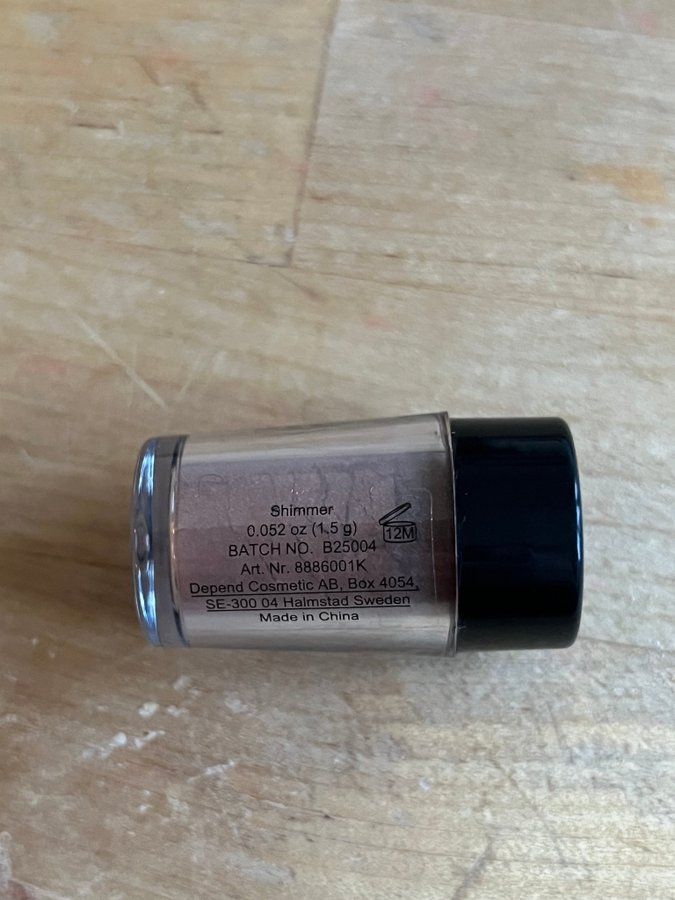 Shimmer
0.052 oz (1.5 g)
12M
BATCH NO. B25004
Art. Nr. 8886001K
Depend Cosmetic AB, Box 4054,
SE-300 04 Halmstad Sweden
Made in China